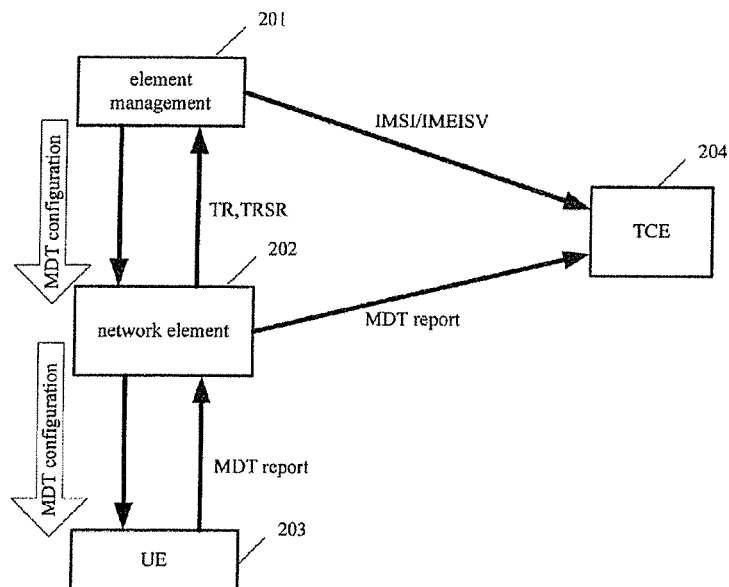 201
element
management
IMSI/IMEISV
204
MDT configuration
TR,TRSR
TCE
202
network element
MDT report
MDT configuration
MDT report
203
UE